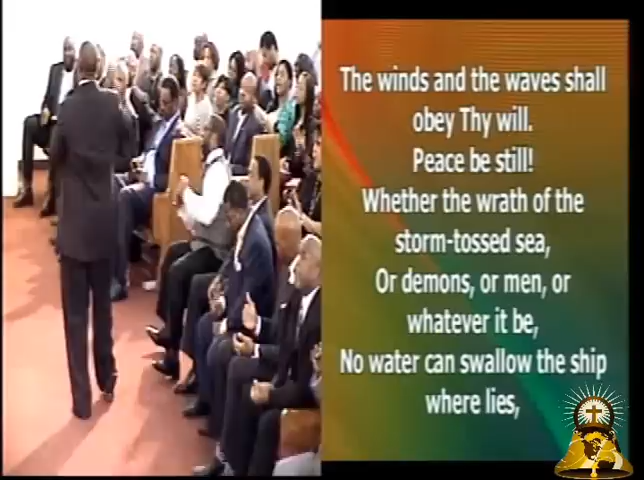 The winds and the waves shall
obey Thy will.
Peace be still!
Whether the wrath of the
storm-tossed sea,
Or demons, or men, or
whatever it be,
No water can swallow the ship
where lies,